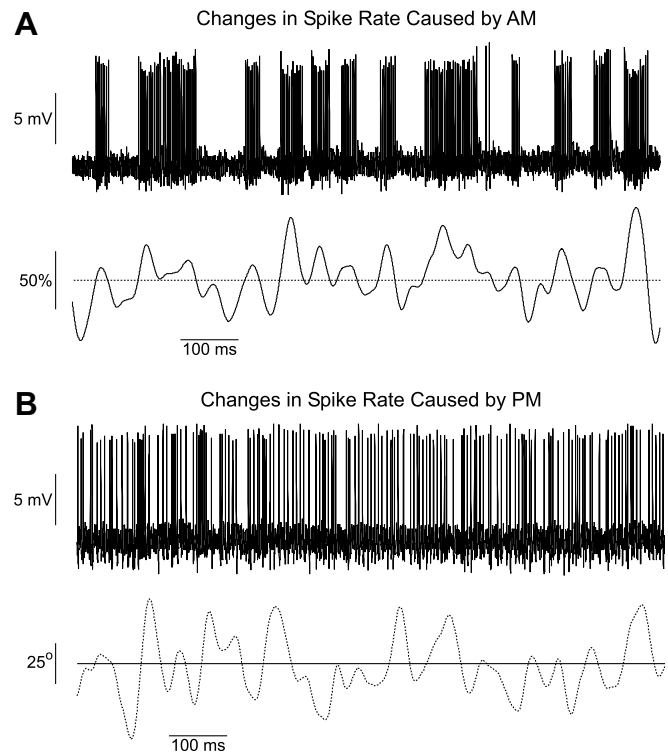 A
Changes in Spike Rate Caused by AM
5 mV
50%
100 ms
B
Changes in Spike Rate Caused by PM
5 mV
25°
100 ms